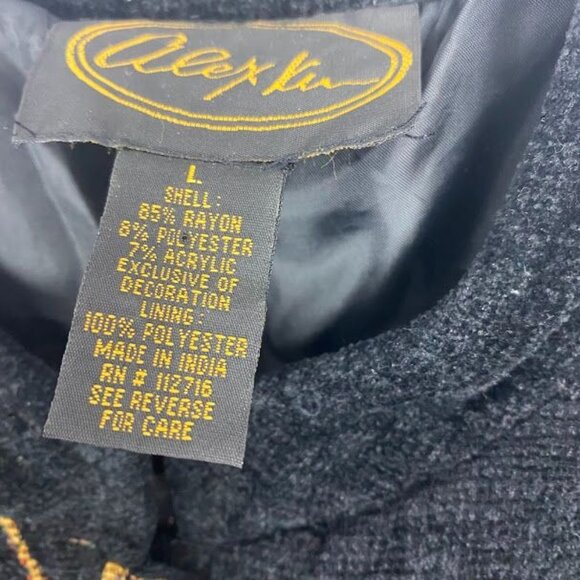 alex kim
L
SHELL:
85% RAYON
8% POLYESTER
7% ACRYLIC
EXCLUSIVE OF
DECORATION
LINING:
100% POLYESTER
MADE IN INDIA
RN # 112716
SEE REVERSE
FOR CARE